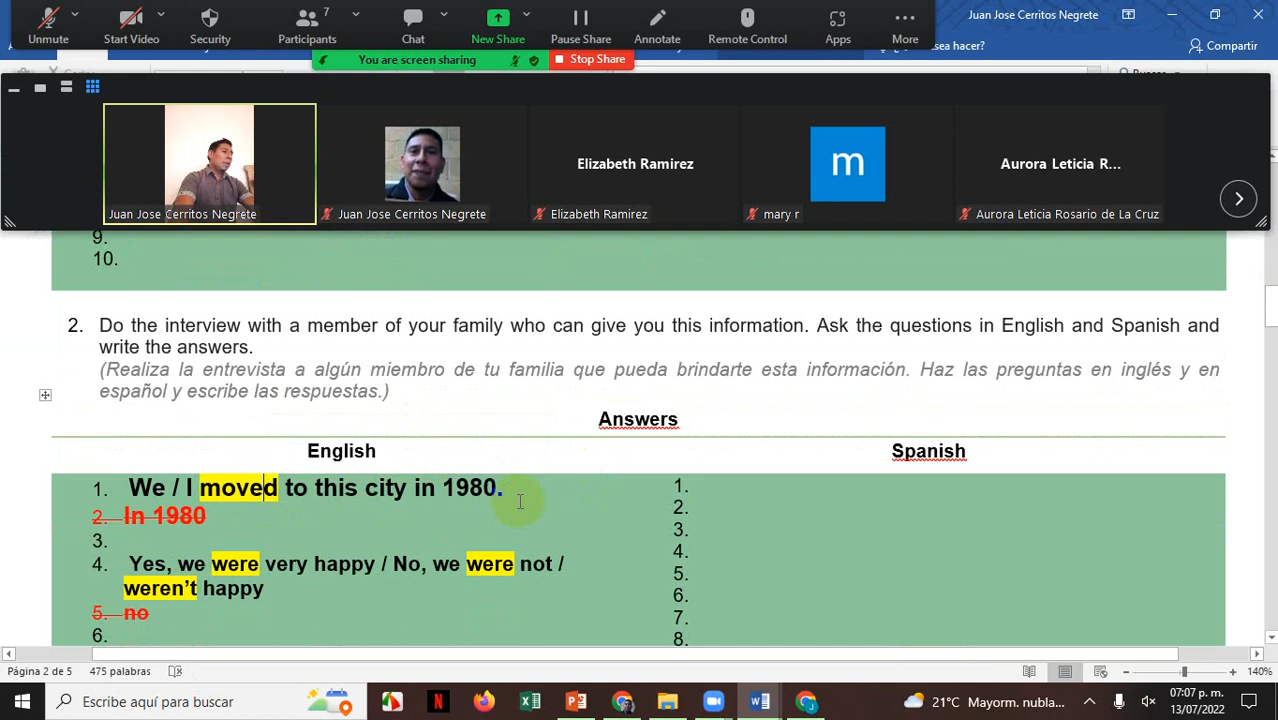 Unmute
Start Video
Security
7
Participants
Chat
New Share
Pause Share
Annotate
Remote Control
Apps
More
Juan Jose Cerritos Negrete
You are screen sharing
Stop Share
hacer?
Compartir
Elizabeth Ramirez
m
Aurora Leticia R...
Juan Jose Cerritos Negrete
Juan Jose Cerritos Negrete
Elizabeth Ramirez
mary r
Aurora Leticia Rosario de La Cruz
9.
10.
2. Do the interview with a member of your family who can give you this information. Ask the questions in English and Spanish and
write the answers.
(Realiza la entrevista a algún miembro de tu familia que pueda brindarte esta información. Haz las preguntas en inglés y en
español y escribe las respuestas.)
Answers
English
Spanish
1. We / I moved to this city in 1980.
2. In 1980
3.
4. Yes, we were very happy / No, we were not /
weren't happy
5. no
6.
1.
2.
3.
4.
5.
6.
7.
8.
Página 2 de 5
475 palabras
140%
Escribe aquí para buscar
21°C
Mayorm. nubla...
07:07 p. m.
13/07/2022